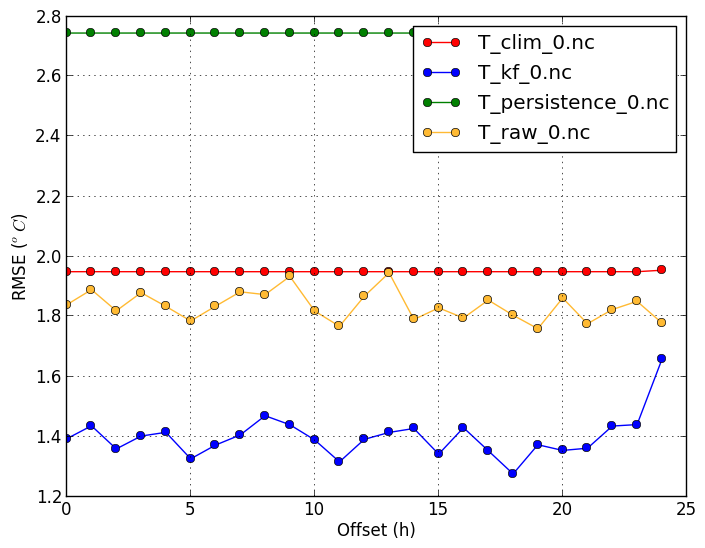 2.8
2.6
2.4
2.2
2.0
1.8
1.6
1.4
1.2
RMSE (° C)
T_clim_0.nc
T_kf_0.nc
T_persistence_0.nc
T_raw_0.nc
0 5 10 15 20 25
Offset (h)